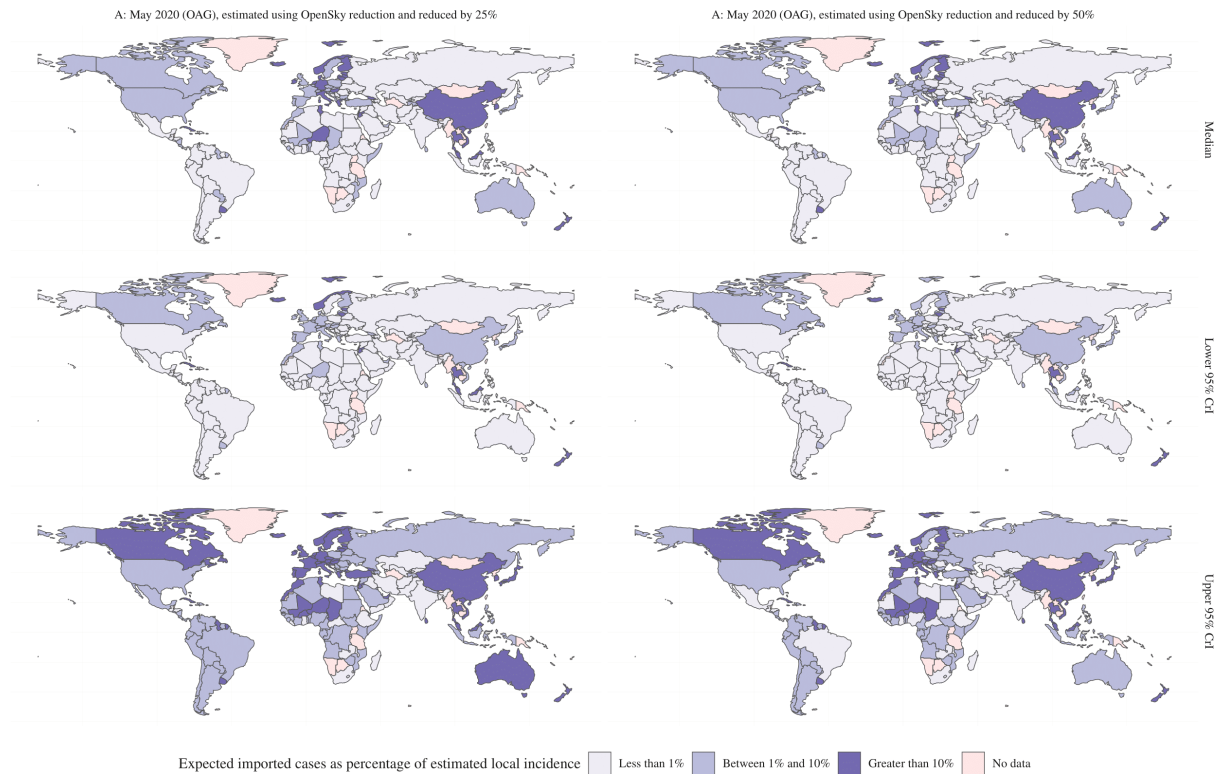 A: May 2020 (OAG), estimated using OpenSky reduction and reduced by 25%
A: May 2020 (OAG), estimated using OpenSky reduction and reduced by 50%
Median
Lower 95% CrI
Upper 95% CrI
Expected imported cases as percentage of estimated local incidence Less than 1% Between 1% and 10% Greater than 10% No data